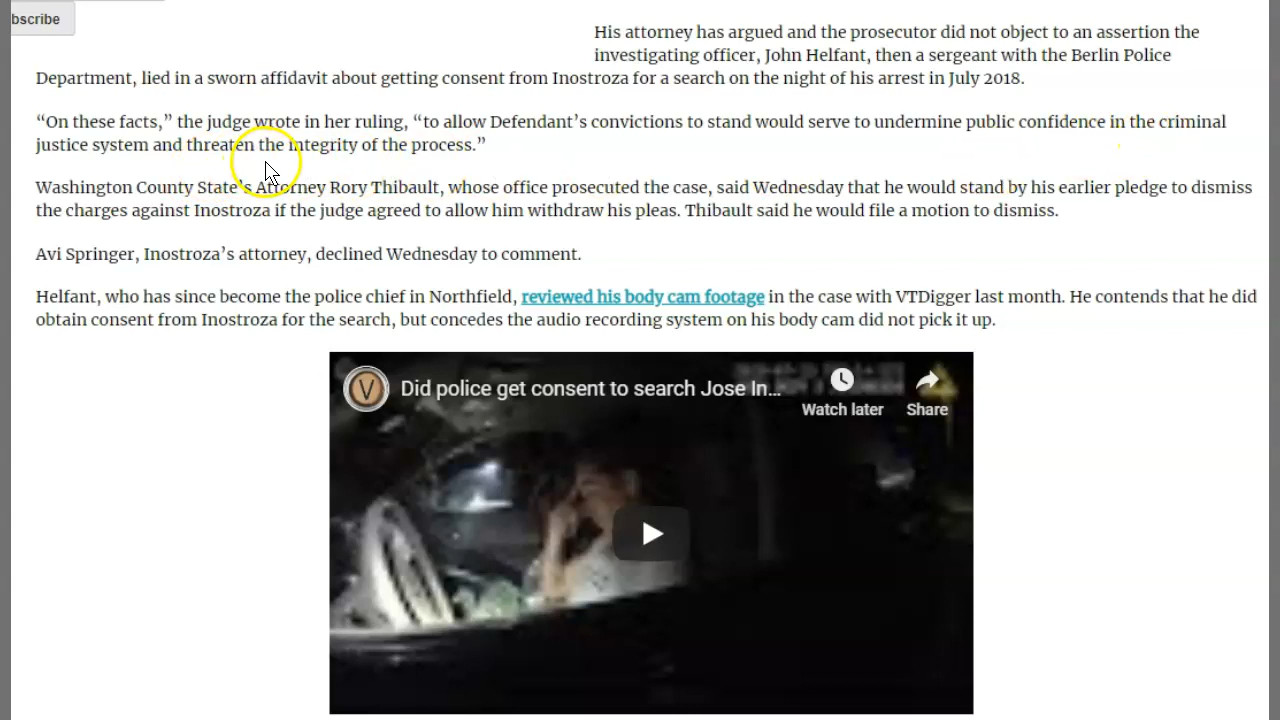 bscribe
His attorney has argued and the prosecutor did not object to an assertion the
investigating officer, John Helfant, then a sergeant with the Berlin Police
Department, lied in a sworn affidavit about getting consent from Inostroza for a search on the night of his arrest in July 2018.
“On these facts,” the judge wrote in her ruling, “to allow Defendant’s convictions to stand would serve to undermine public confidence in the criminal
justice system and threaten the integrity of the process.”
Washington County State’s Attorney Rory Thibault, whose office prosecuted the case, said Wednesday that he would stand by his earlier pledge to dismiss
the charges against Inostroza if the judge agreed to allow him withdraw his pleas. Thibault said he would file a motion to dismiss.
Avi Springer, Inostroza’s attorney, declined Wednesday to comment.
Helfant, who has since become the police chief in Northfield, reviewed his body cam footage in the case with VTDigger last month. He contends that he did
obtain consent from Inostroza for the search, but concedes the audio recording system on his body cam did not pick it up.
V
Did police get consent to search Jose In...
Watch later
Share